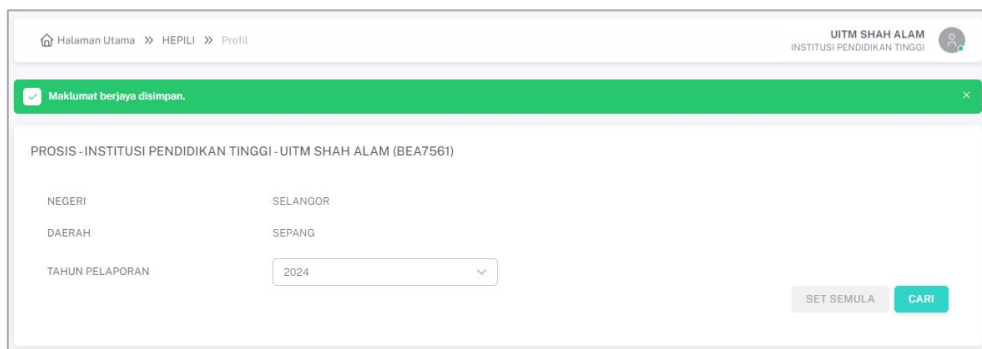 Halaman Utama >> HEPILI >> Profil
UITM SHAH ALAM
INSTITUSI PENDIDIKAN TINGGI
Maklumat berjaya disimpan.
PROSIS - INSTITUSI PENDIDIKAN TINGGI - UITM SHAH ALAM (BEA7561)
NEGERI SELANGOR
DAERAH SEPANG
TAHUN PELAPORAN 2024
SET SEMULA CARI